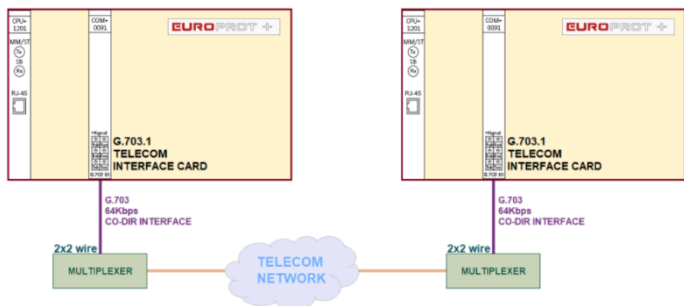 CPU+
1201
MM/ST
Tx
SB
Rx
RJ-45
COM+
0091
EUROPROT +
G.703.1
TELECOM
INTERFACE CARD
G.703
64Kbps
CO-DIR INTERFACE
2x2 wire
MULTIPLEXER
TELECOM
NETWORK
CPU+
1201
MM/ST
Tx
SB
Rx
RJ-45
COM+
0091
EUROPROT +
G.703.1
TELECOM
INTERFACE CARD
G.703
64Kbps
CO-DIR INTERFACE
2x2 wire
MULTIPLEXER